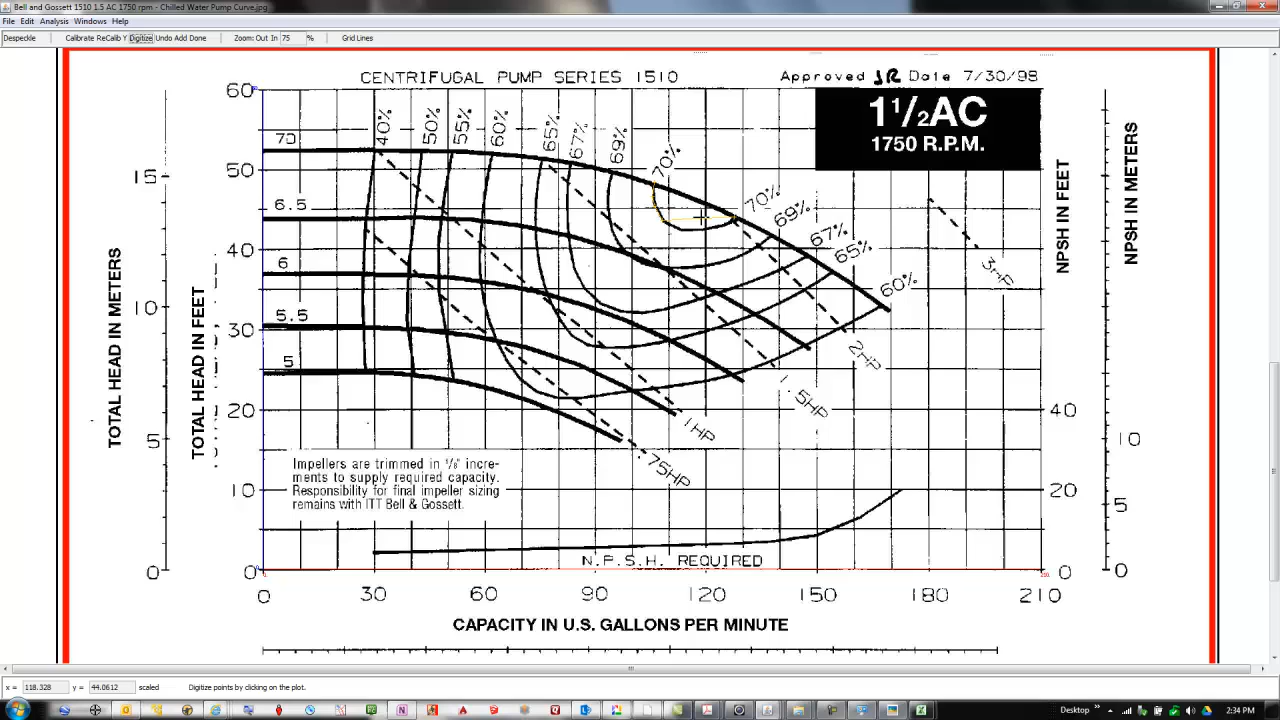 Bell and Gossett 1510 1.5 AC 1750 rpm - Chilled Water Pump Curve.jpg
File Edit Analysis Windows Help
Despeckle Calibrate ReCalib Y Digitize Undo Add Done Zoom: Out In 75 % Grid Lines
CENTRIFUGAL PUMP SERIES 1510
Approved JR Date 7/30/98
1 1/2 AC
1750 R.P.M.
60
50
40
30
20
10
0
15
10
5
0
TOTAL HEAD IN METERS
TOTAL HEAD IN FEET
70
6.5
6
5.5
5
40% 50% 55% 60% 65% 67% 69% 70%
70%
69%
67%
65%
60%
3HP
2HP
1.5HP
1HP
.75HP
NPSH IN FEET
NPSH IN METERS
40
20
0
10
5
0
Impellers are trimmed in 1/8" incre-
ments to supply required capacity.
Responsibility for final impeller sizing
remains with ITT Bell & Gossett.
N.P.S.H. REQUIRED
0 30 60 90 120 150 180 210
CAPACITY IN U.S. GALLONS PER MINUTE
x = 118.328 y = 44.0612 scaled Digitize points by clicking on the plot.
Desktop 2:34 PM